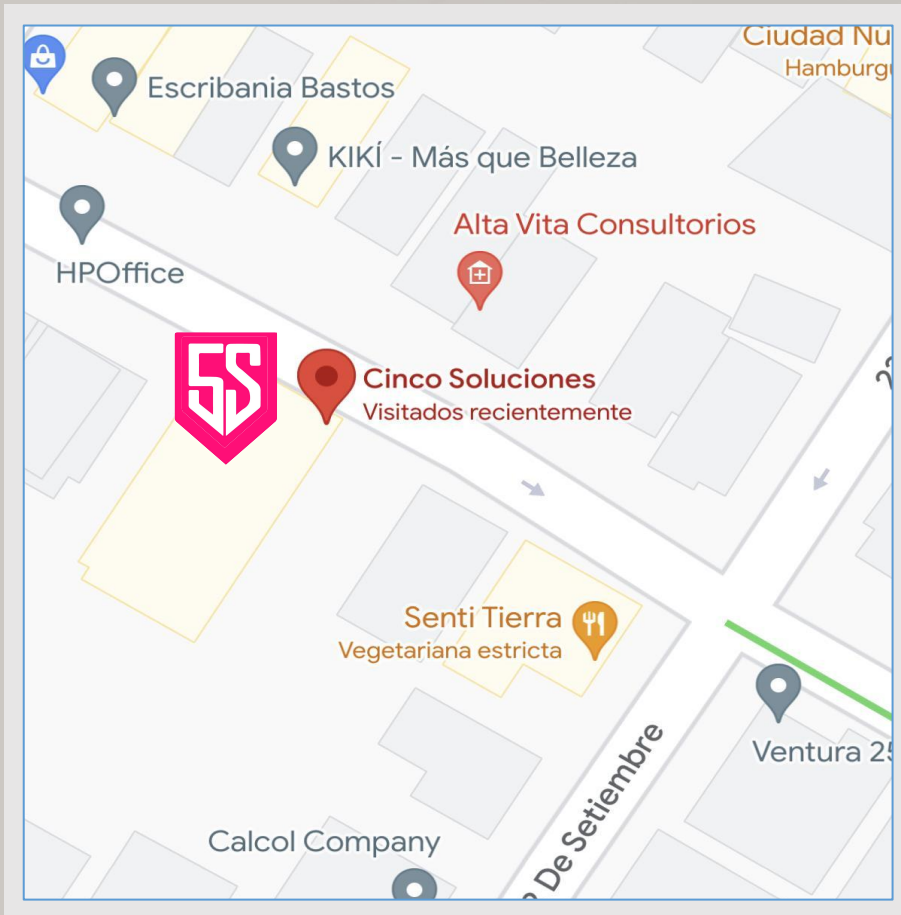 Ciudad Nu
Hamburgu
Escribania Bastos
KIKÍ - Más que Belleza
Alta Vita Consultorios
HPOffice
5S
Cinco Soluciones
Visitados recientemente
Senti Tierra
Vegetariana estricta
Ventura 25
De Setiembre
Calcol Company